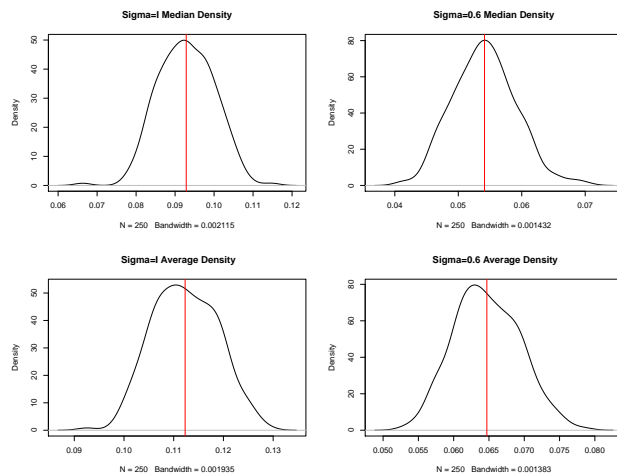 Sigma=I Median Density
Density
0 10 20 30 40 50
0.06 0.07 0.08 0.09 0.10 0.11 0.12
N = 250 Bandwidth = 0.002115
Sigma=0.6 Median Density
Density
0 20 40 60 80
0.04 0.05 0.06 0.07
N = 250 Bandwidth = 0.001432
Sigma=I Average Density
Density
0 10 20 30 40 50
0.09 0.10 0.11 0.12 0.13
N = 250 Bandwidth = 0.001935
Sigma=0.6 Average Density
Density
0 20 40 60 80
0.050 0.055 0.060 0.065 0.070 0.075 0.080
N = 250 Bandwidth = 0.001383